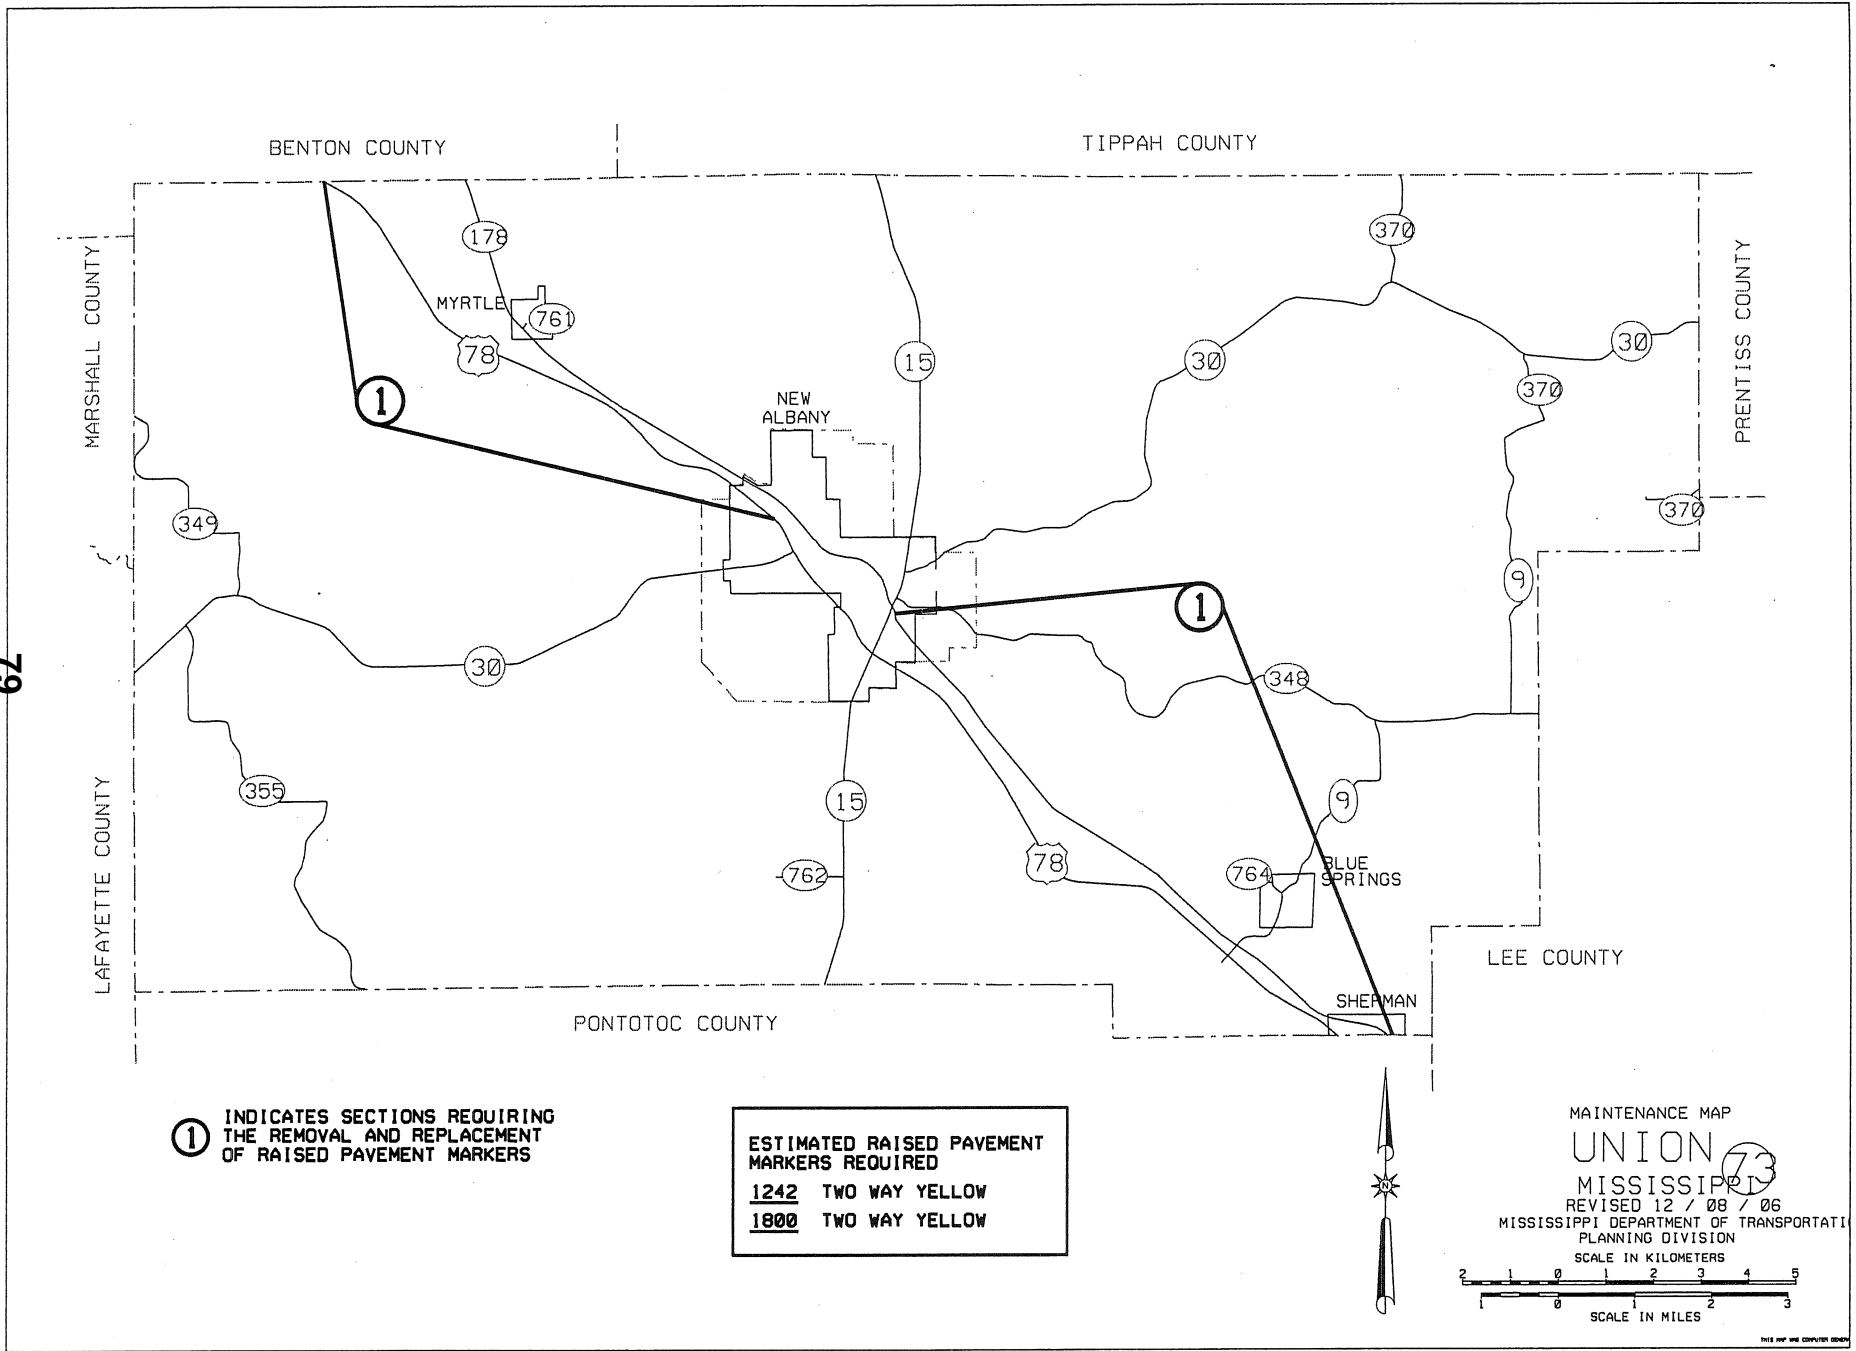 BENTON COUNTY
TIPPAH COUNTY
MARSHALL COUNTY
PRENTISS COUNTY
LAFAYETTE COUNTY
PONTOTOC COUNTY
LEE COUNTY
178
370
MYRTLE
761
78
15
30
30
370
1
NEW
ALBANY
349
370
9
1
30
348
355
15
9
762
78
764
BLUE
SPRINGS
SHERMAN
79
1 INDICATES SECTIONS REQUIRING
THE REMOVAL AND REPLACEMENT
OF RAISED PAVEMENT MARKERS
ESTIMATED RAISED PAVEMENT
MARKERS REQUIRED
1242 TWO WAY YELLOW
1800 TWO WAY YELLOW
N
MAINTENANCE MAP
UNION 73
MISSISSIPPI
REVISED 12 / 08 / 06
MISSISSIPPI DEPARTMENT OF TRANSPORTATI
PLANNING DIVISION
SCALE IN KILOMETERS
2 1 0 1 2 3 4 5
1 0 1 2 3
SCALE IN MILES
THIS MAP WAS COMPUTER